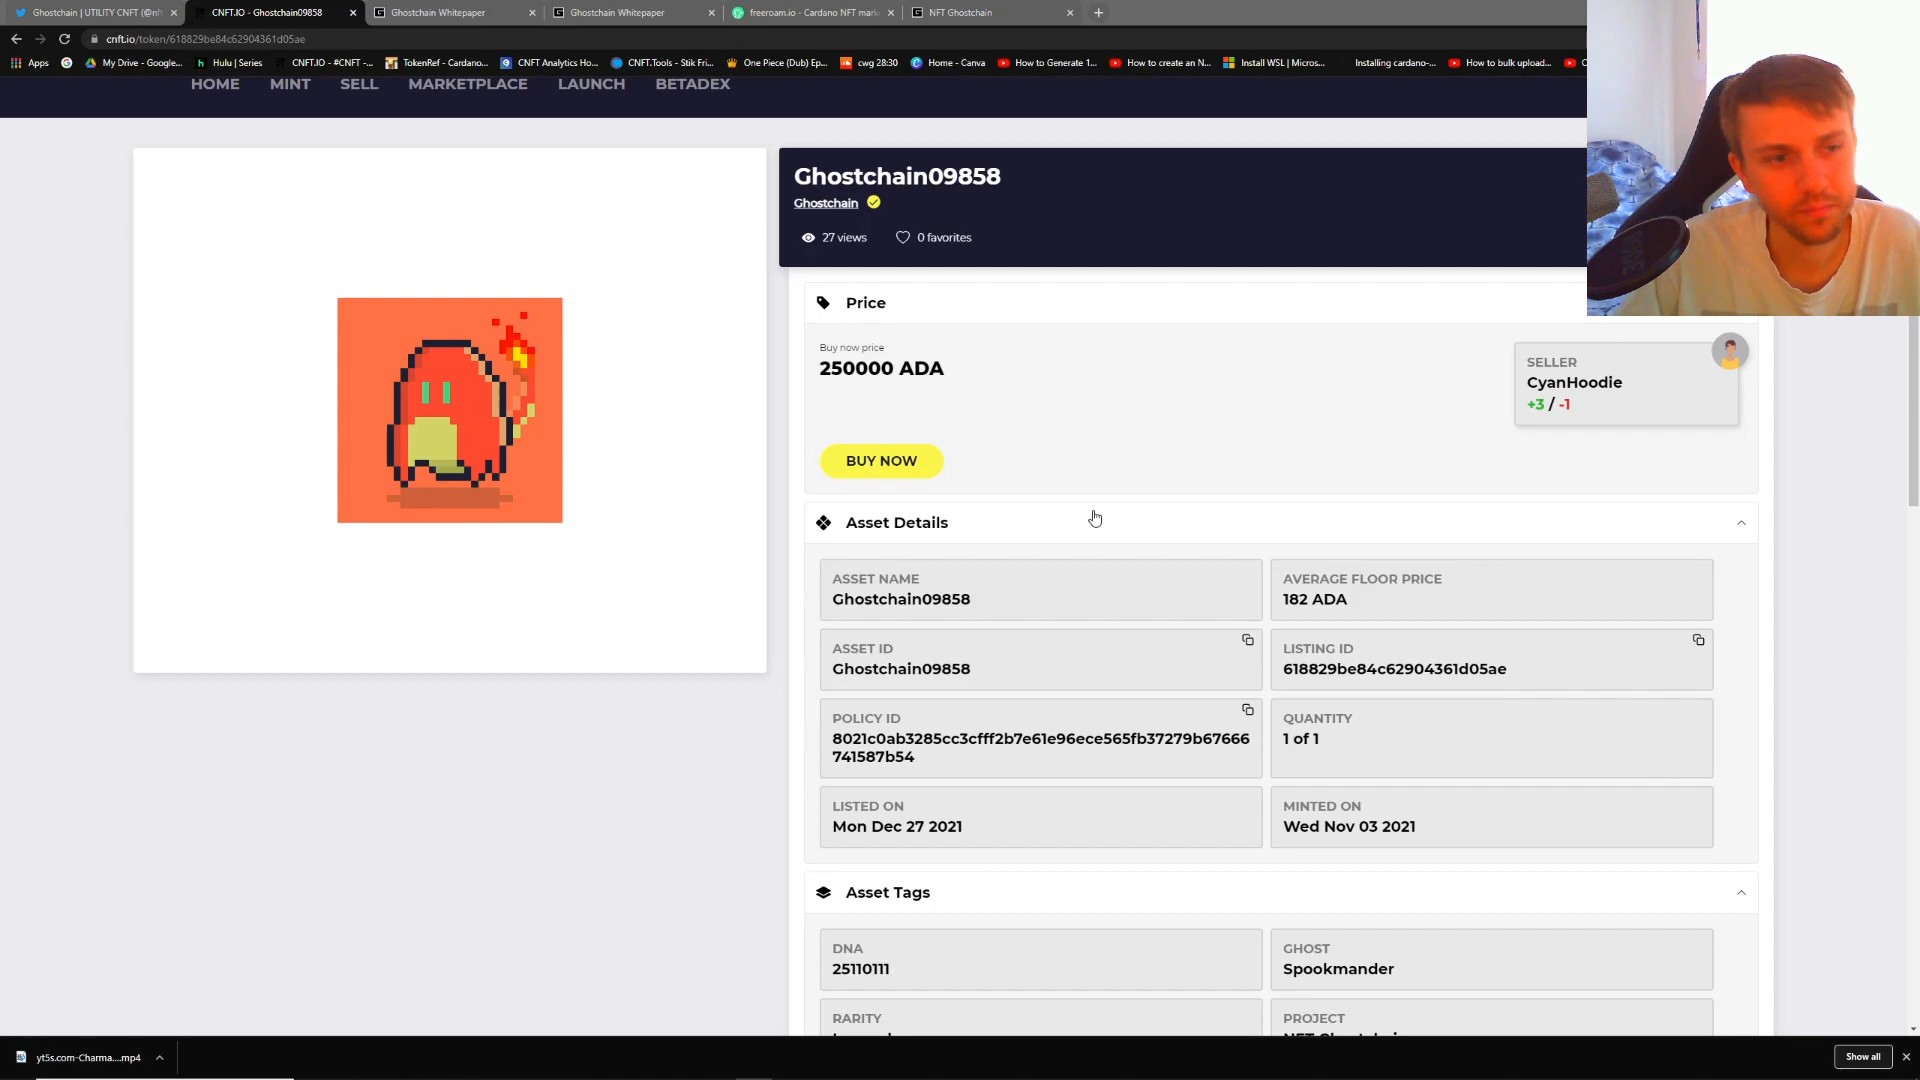 Ghostchain | UTILITY CNFT (@nf
CNFT.IO - Ghostchain09858
Ghostchain Whitepaper
Ghostchain Whitepaper
freeroam.io - Cardano NFT mark
NFT Ghostchain
cnft.io/token/618829be84c62904361d05ae
Apps
My Drive - Google...
Hulu | Series
CNFT.IO - #CNFT -...
TokenRef - Cardano...
CNFT Analytics Ho...
CNFT.Tools - Stik Fri...
One Piece (Dub) Ep...
cwg 28:30
Home - Canva
How to Generate 1...
How to create an N...
Install WSL | Micros...
Installing cardano-...
How to bulk upload...
HOME MINT SELL MARKETPLACE LAUNCH BETADEX
Ghostchain09858
Ghostchain
27 views 0 favorites
Price
Buy now price
250000 ADA
SELLER
CyanHoodie
+3 / -1
BUY NOW
Asset Details
ASSET NAME
Ghostchain09858
AVERAGE FLOOR PRICE
182 ADA
ASSET ID
Ghostchain09858
LISTING ID
618829be84c62904361d05ae
POLICY ID
8021c0ab3285cc3cfff2b7e61e96ece565fb37279b67666
741587b54
QUANTITY
1 of 1
LISTED ON
Mon Dec 27 2021
MINTED ON
Wed Nov 03 2021
Asset Tags
DNA
25110111
GHOST
Spookmander
RARITY
PROJECT
yt5s.com-Charma....mp4
Show all